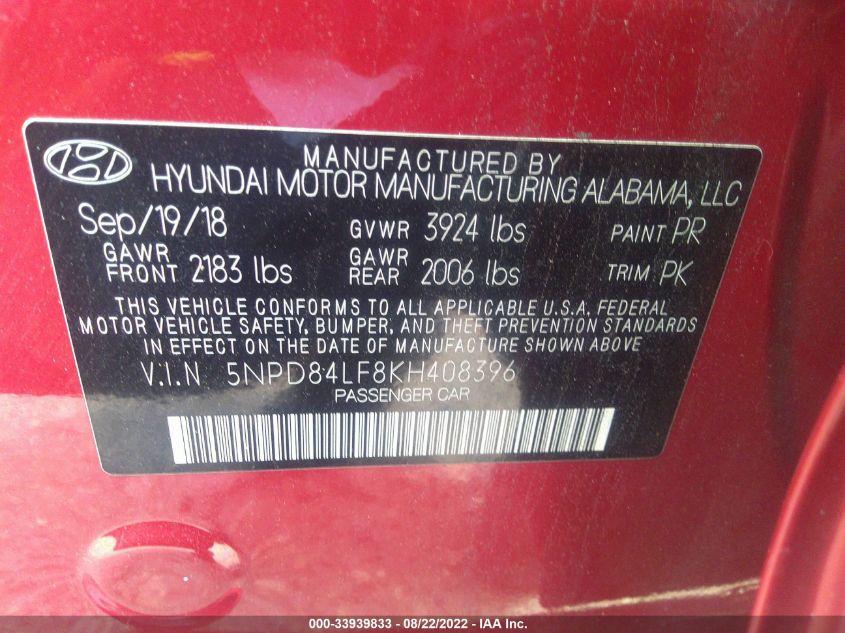 MANUFACTURED BY
HYUNDAI MOTOR MANUFACTURING ALABAMA, LLC
Sep/19/18 GVWR 3924 lbs PAINT PR
GAWR FRONT 2183 lbs GAWR REAR 2006 lbs TRIM PK
THIS VEHICLE CONFORMS TO ALL APPLICABLE U.S.A. FEDERAL
MOTOR VEHICLE SAFETY, BUMPER, AND THEFT PREVENTION STANDARDS
IN EFFECT ON THE DATE OF MANUFACTURE SHOWN ABOVE
V.I.N 5NPD84LF8KH408396
PASSENGER CAR
000-33939833 - 08/22/2022 - IAA Inc.